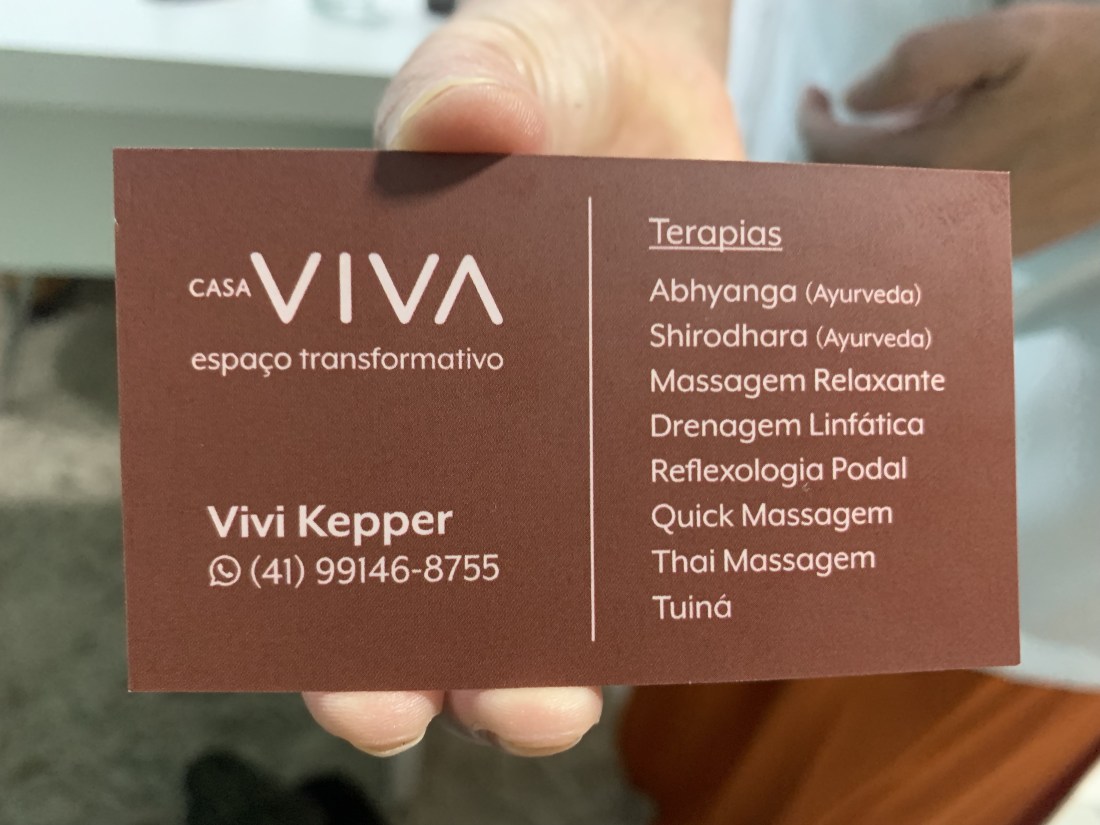 CASA VIVA
espaço transformativo
Vivi Kepper
(41) 99146-8755
Terapias
Abhyanga (Ayurveda)
Shirodhara (Ayurveda)
Massagem Relaxante
Drenagem Linfática
Reflexologia Podal
Quick Massagem
Thai Massagem
Tuiná